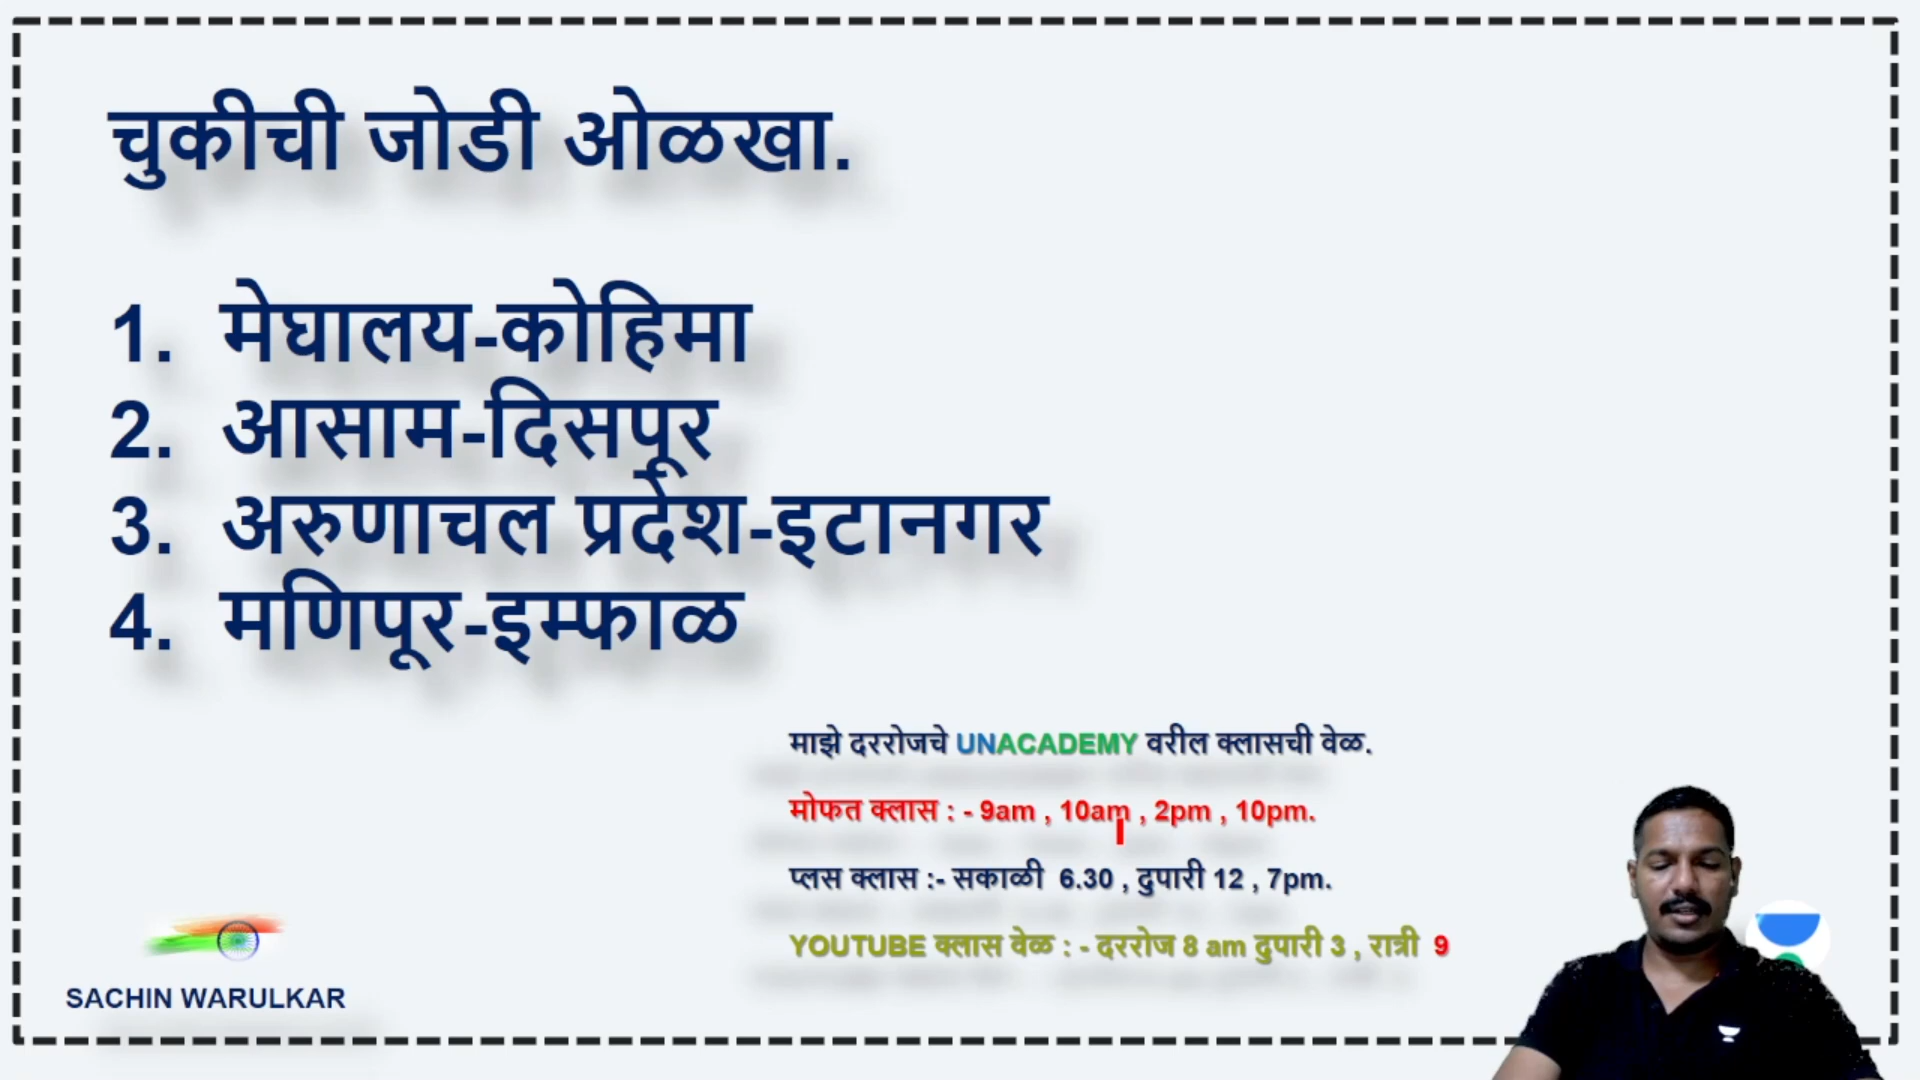 चुकीची जोडी ओळखा.
1. मेघालय-कोहिमा
2. आसाम-दिसपूर
3. अरुणाचल प्रदेश-इटानगर
4. मणिपूर-इम्फाळ
माझे दररोजचे UNACADEMY वरील क्लासची वेळ.
मोफत क्लास : - 9am , 10am , 2pm , 10pm.
प्लस क्लास :- सकाळी 6.30 , दुपारी 12 , 7pm.
YOUTUBE क्लास वेळ : - दररोज 8 am दुपारी 3 , रात्री 9
SACHIN WARULKAR